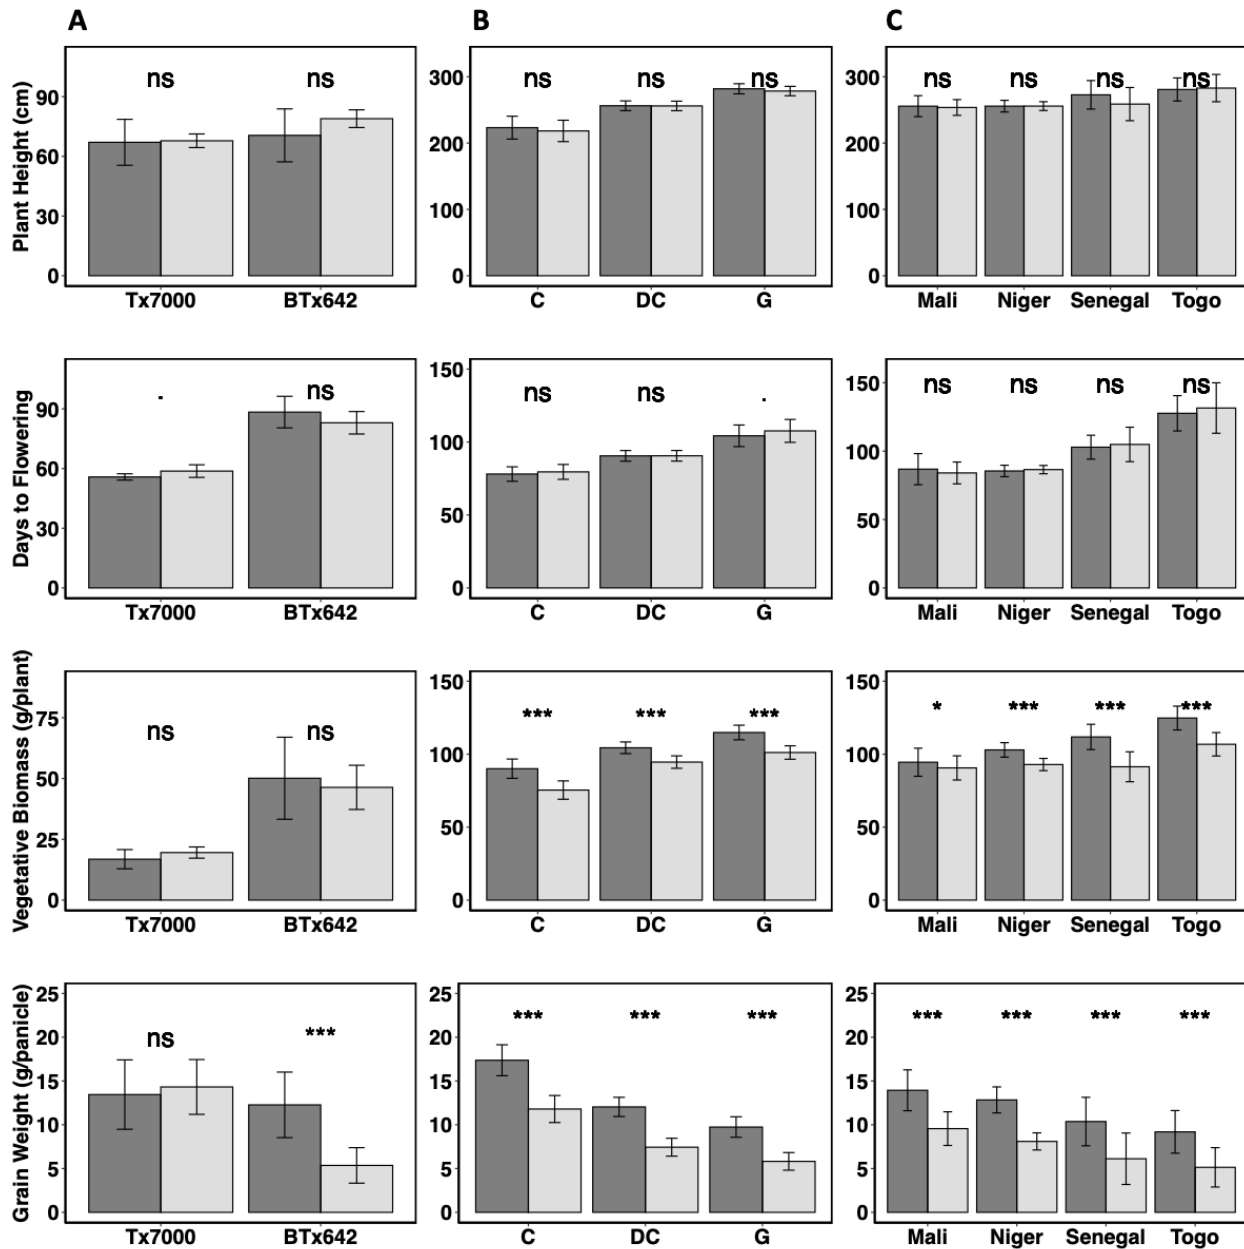 A B C
Plant Height (cm)
90
60
30
0
ns ns
Tx7000 BTx642
300
200
100
0
ns ns ns
C DC G
300
200
100
0
ns ns ns ns
Mali Niger Senegal Togo
Days to Flowering
90
60
30
0
. ns
Tx7000 BTx642
150
100
50
0
ns ns .
C DC G
150
100
50
0
ns ns ns ns
Mali Niger Senegal Togo
Vegetative Biomass (g/plant)
75
50
25
0
ns ns
Tx7000 BTx642
150
100
50
0
*** *** ***
C DC G
150
100
50
0
* *** *** ***
Mali Niger Senegal Togo
Grain Weight (g/panicle)
25
20
15
10
5
0
ns ***
Tx7000 BTx642
25
20
15
10
5
0
*** *** ***
C DC G
25
20
15
10
5
0
*** *** *** ***
Mali Niger Senegal Togo